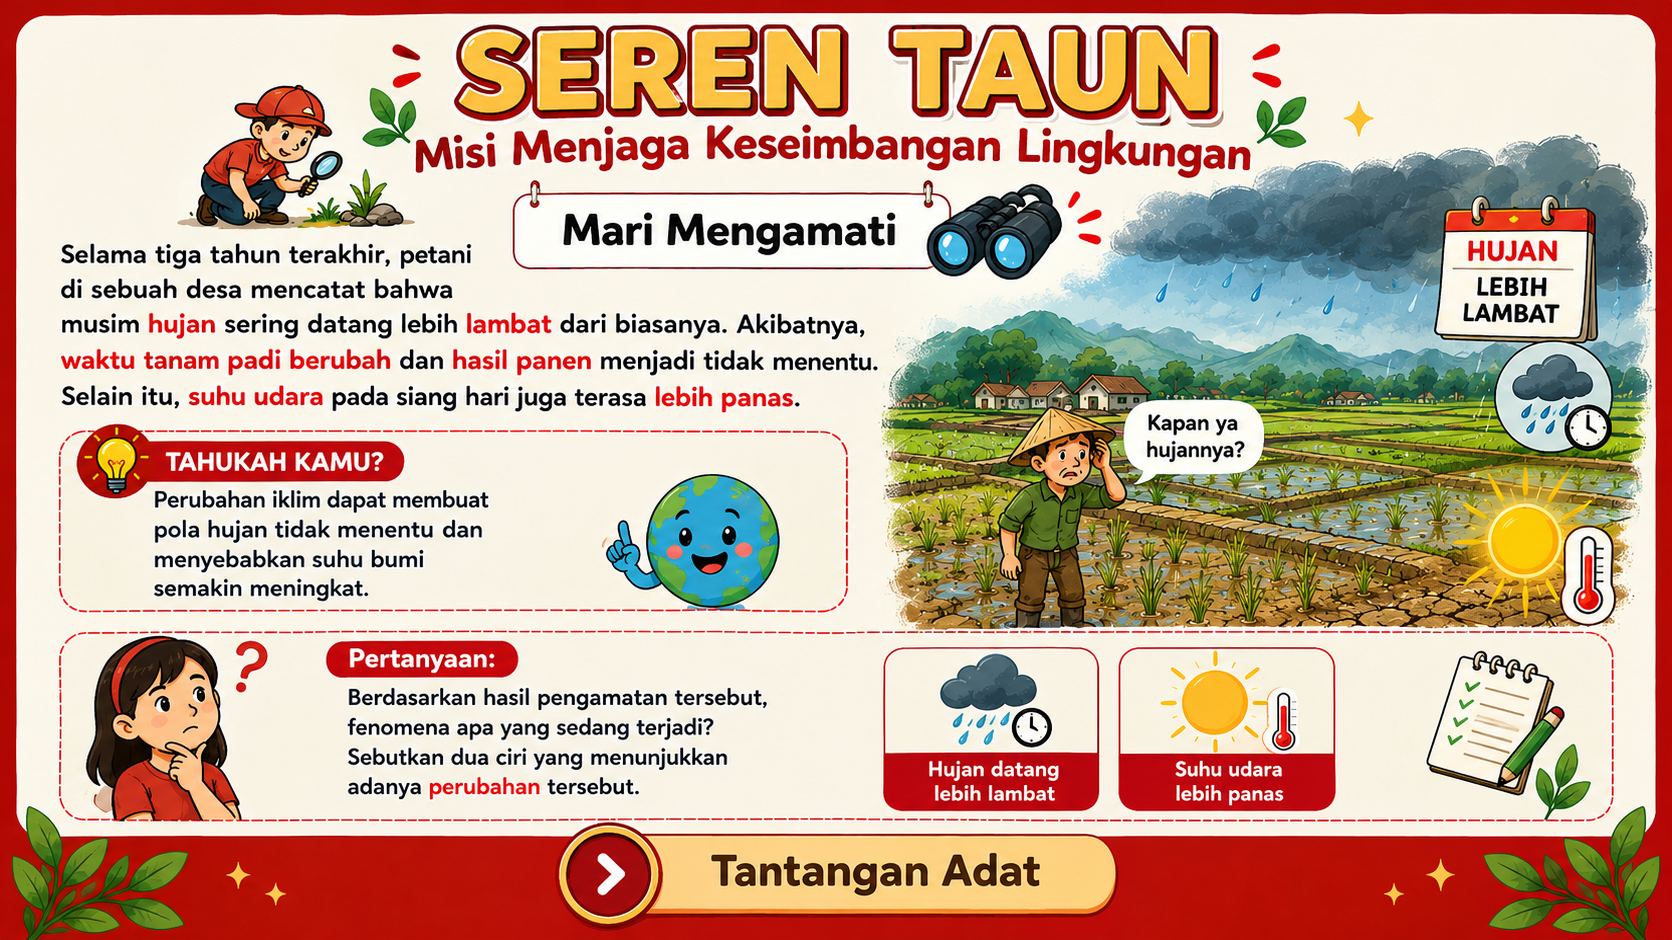 SEREN TAUN
Misi Menjaga Keseimbangan Lingkungan
Mari Mengamati
Selama tiga tahun terakhir, petani
di sebuah desa mencatat bahwa
musim hujan sering datang lebih lambat dari biasanya. Akibatnya,
waktu tanam padi berubah dan hasil panen menjadi tidak menentu.
Selain itu, suhu udara pada siang hari juga terasa lebih panas.
HUJAN
LEBIH
LAMBAT
Kapan ya
hujannya?
TAHUKAH KAMU?
Perubahan iklim dapat membuat
pola hujan tidak menentu dan
menyebabkan suhu bumi
semakin meningkat.
?
Pertanyaan:
Berdasarkan hasil pengamatan tersebut,
fenomena apa yang sedang terjadi?
Sebutkan dua ciri yang menunjukkan
adanya perubahan tersebut.
Hujan datang
lebih lambat
Suhu udara
lebih panas
Tantangan Adat